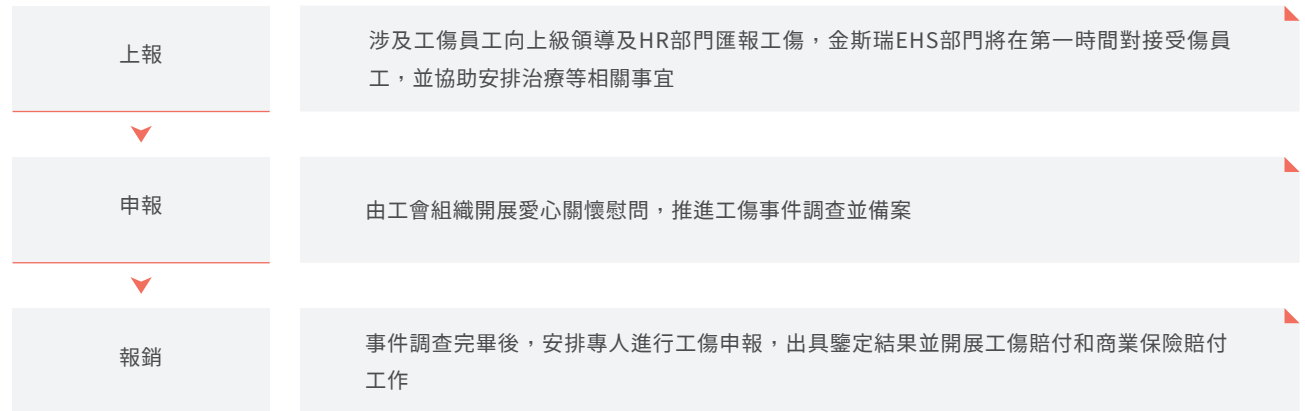 上報
涉及工傷員工向上級領導及HR部門匯報工傷，金斯瑞EHS部門將在第一時間對接受傷員
工，並協助安排治療等相關事宜
申報
由工會組織開展愛心關懷慰問，推進工傷事件調查並備案
報銷
事件調查完畢後，安排專人進行工傷申報，出具鑒定結果並開展工傷賠付和商業保險賠付
工作